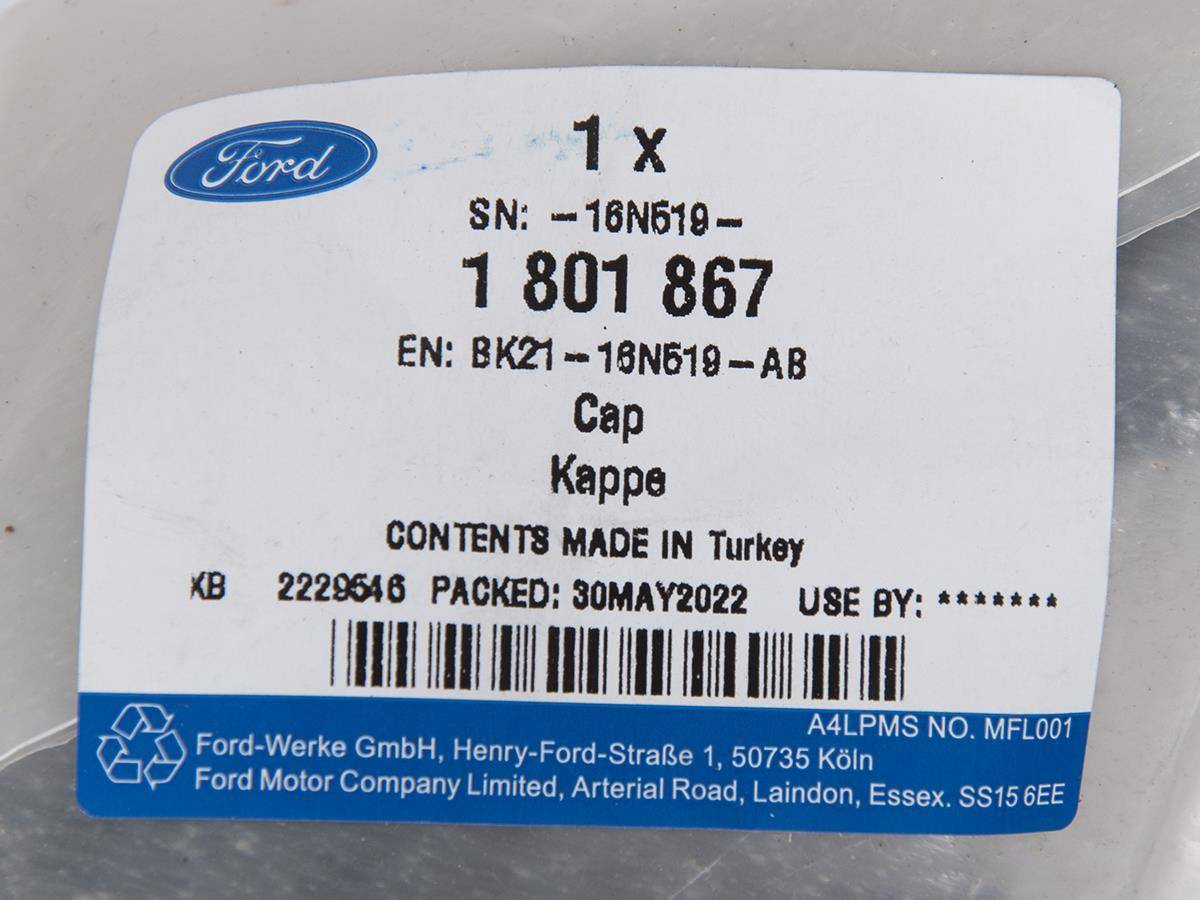 Ford
1 x
SN: -16N519-
1 801 867
EN: BK21-16N519-AB
Cap
Kappe
CONTENTS MADE IN Turkey
KB 2229546 PACKED: 30MAY2022 USE BY: *******
A4LPMS NO. MFL001
Ford-Werke GmbH, Henry-Ford-Straße 1, 50735 Köln
Ford Motor Company Limited, Arterial Road, Laindon, Essex. SS15 6EE